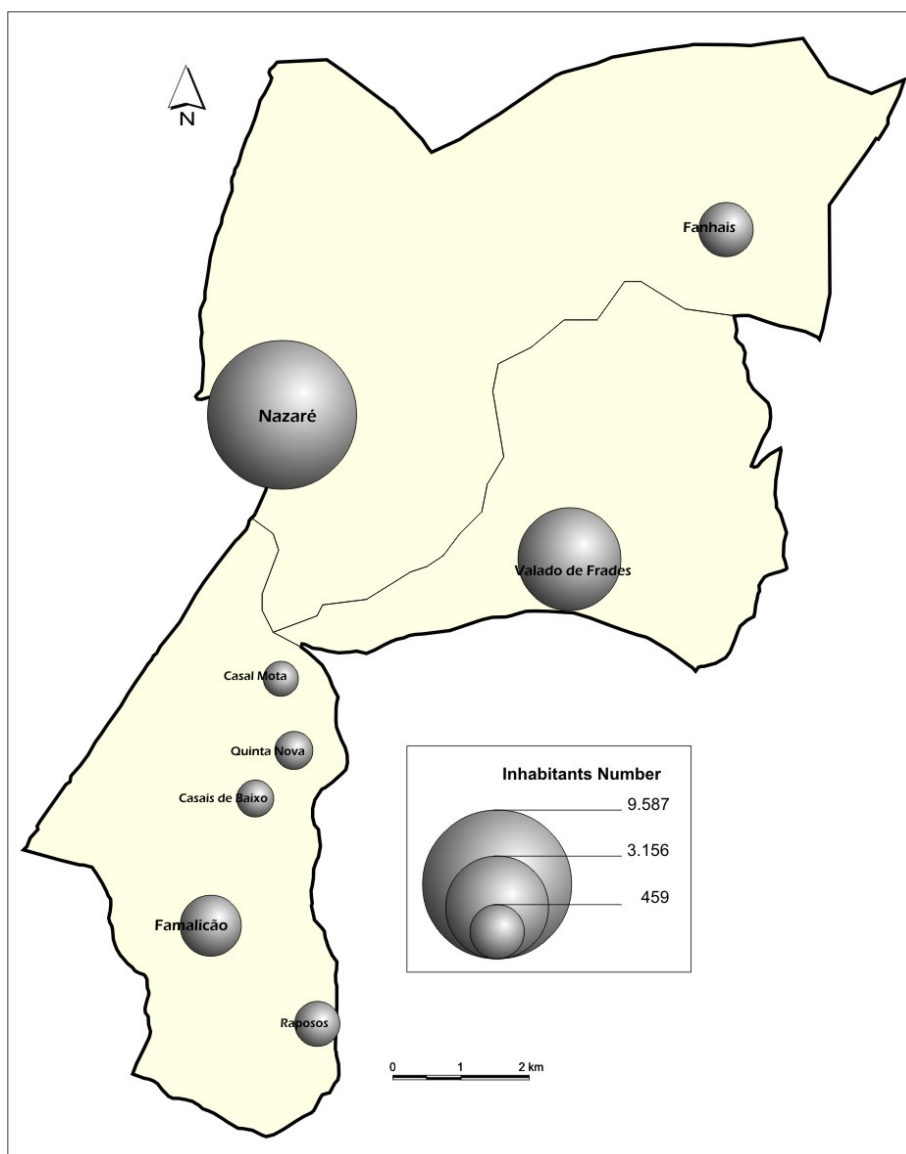 N
Fanhais
Nazaré
Valado de Frades
Casal Mota
Quinta Nova
Casais de Baixo
Famalicão
Raposos
Inhabitants Number
9.587
3.156
459
0 1 2 km